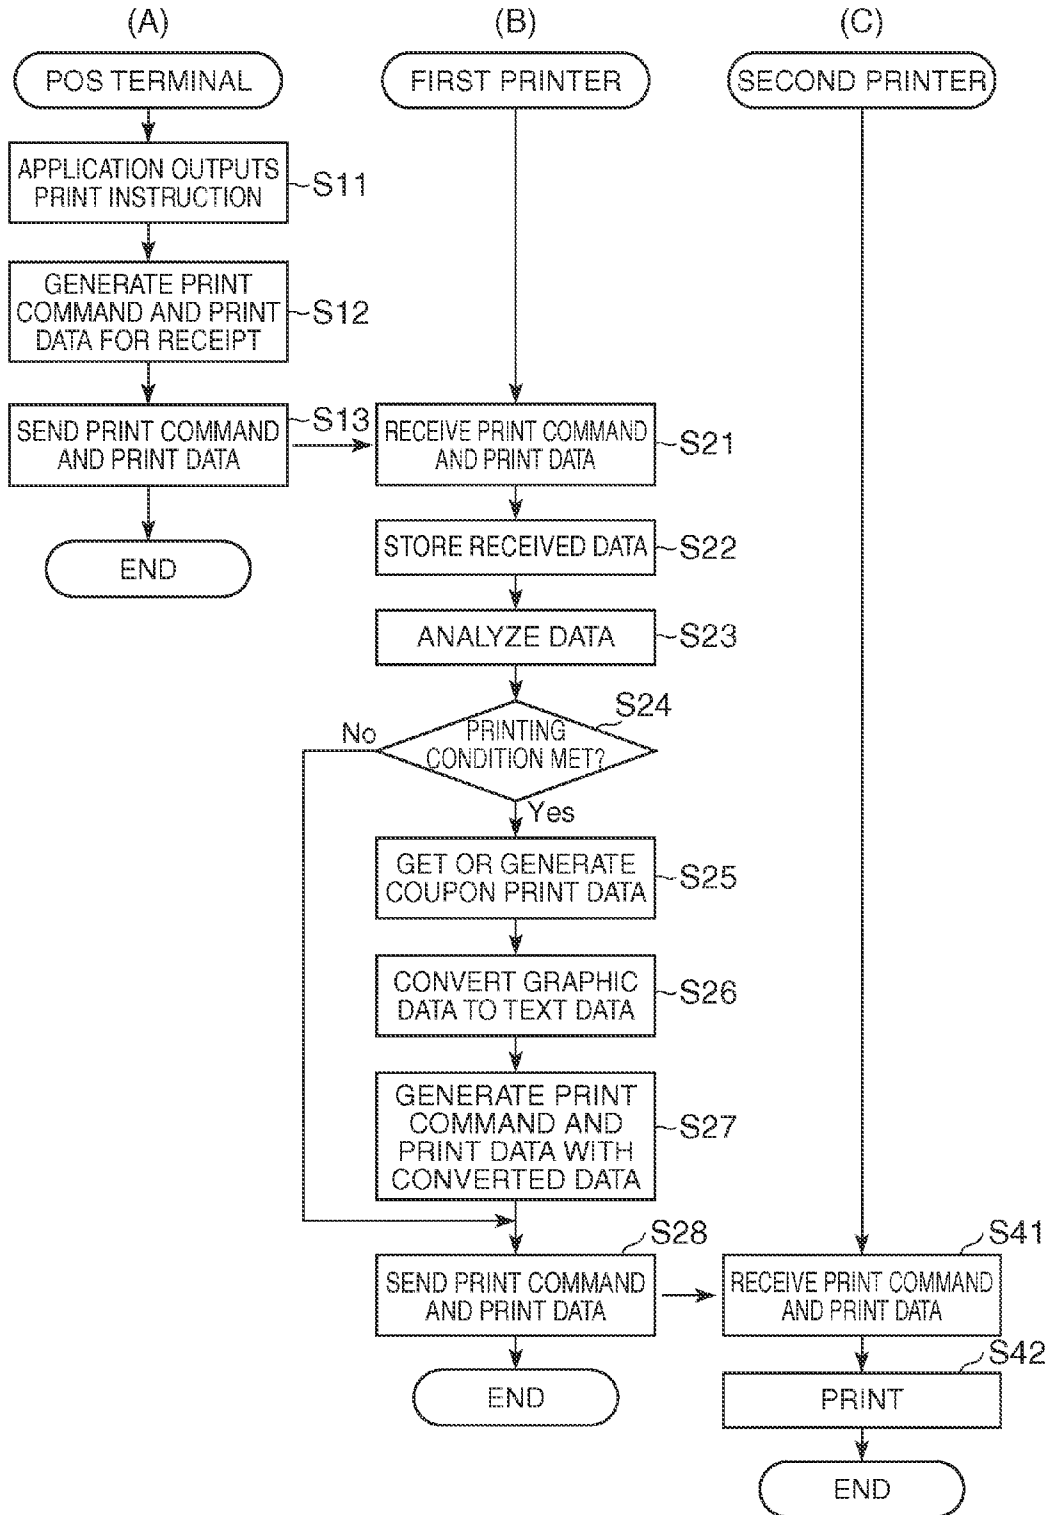 (A)
POS TERMINAL
APPLICATION OUTPUTS
PRINT INSTRUCTION
S11
GENERATE PRINT
COMMAND AND PRINT
DATA FOR RECEIPT
S12
SEND PRINT COMMAND
AND PRINT DATA
S13
END
(B)
FIRST PRINTER
RECEIVE PRINT COMMAND
AND PRINT DATA
S21
STORE RECEIVED DATA
S22
ANALYZE DATA
S23
PRINTING
CONDITION MET?
S24
No
Yes
GET OR GENERATE
COUPON PRINT DATA
S25
CONVERT GRAPHIC
DATA TO TEXT DATA
S26
GENERATE PRINT
COMMAND AND
PRINT DATA WITH
CONVERTED DATA
S27
SEND PRINT COMMAND
AND PRINT DATA
S28
END
(C)
SECOND PRINTER
RECEIVE PRINT COMMAND
AND PRINT DATA
S41
PRINT
S42
END